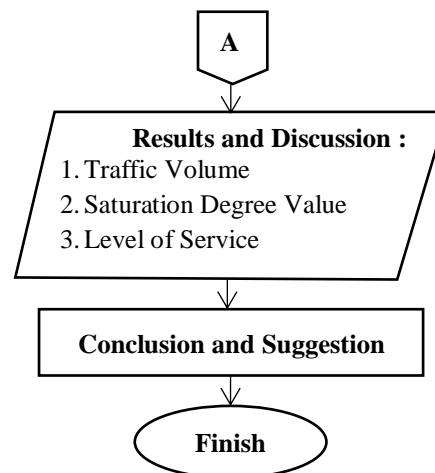 A
Results and Discussion :
1. Traffic Volume
2. Saturation Degree Value
3. Level of Service
Conclusion and Suggestion
Finish